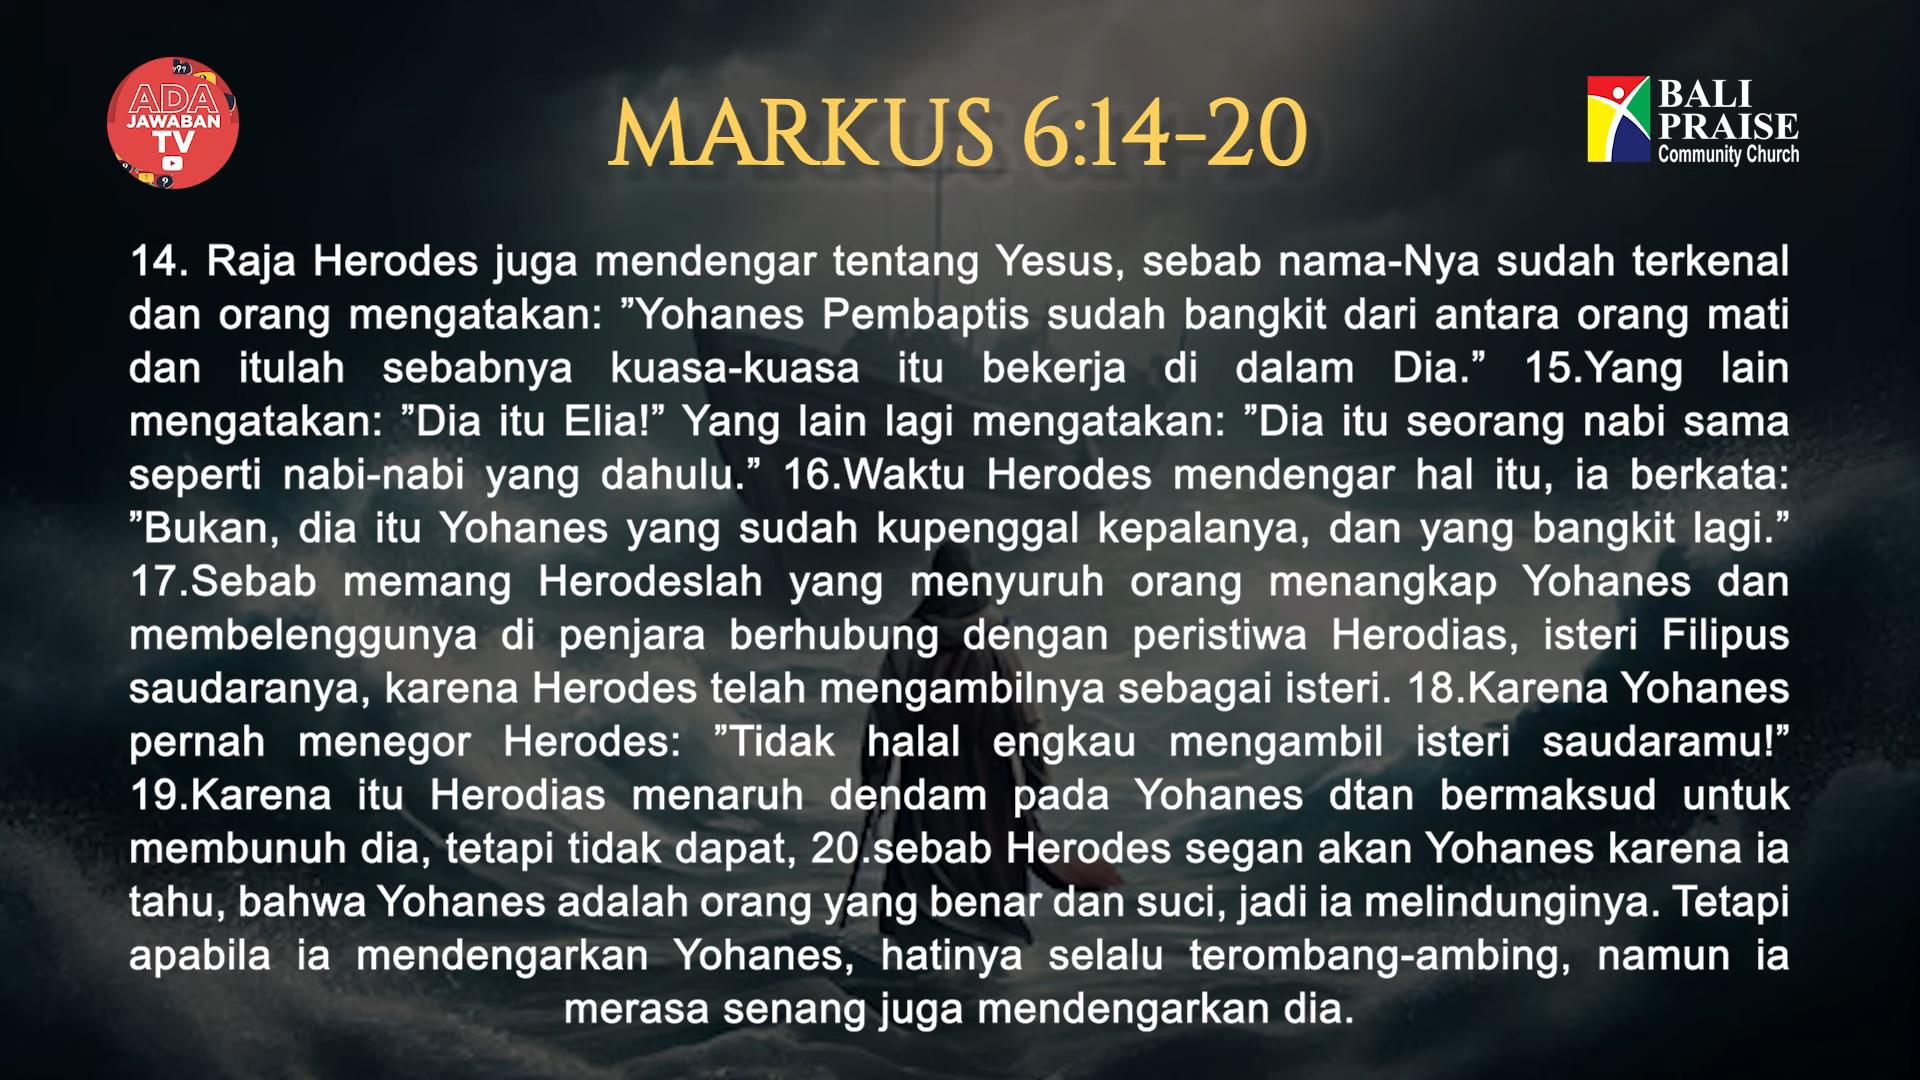 ADA
JAWABAN
TV
MARKUS 6:14-20
BALI
PRAISE
Community Church
14. Raja Herodes juga mendengar tentang Yesus, sebab nama-Nya sudah terkenal
dan orang mengatakan: ”Yohanes Pembaptis sudah bangkit dari antara orang mati
dan itulah sebabnya kuasa-kuasa itu bekerja di dalam Dia.” 15.Yang lain
mengatakan: ”Dia itu Elia!” Yang lain lagi mengatakan: ”Dia itu seorang nabi sama
seperti nabi-nabi yang dahulu.” 16.Waktu Herodes mendengar hal itu, ia berkata:
”Bukan, dia itu Yohanes yang sudah kupenggal kepalanya, dan yang bangkit lagi.”
17.Sebab memang Herodeslah yang menyuruh orang menangkap Yohanes dan
membelenggunya di penjara berhubung dengan peristiwa Herodias, isteri Filipus
saudaranya, karena Herodes telah mengambilnya sebagai isteri. 18.Karena Yohanes
pernah menegor Herodes: ”Tidak halal engkau mengambil isteri saudaramu!”
19.Karena itu Herodias menaruh dendam pada Yohanes dtan bermaksud untuk
membunuh dia, tetapi tidak dapat, 20.sebab Herodes segan akan Yohanes karena ia
tahu, bahwa Yohanes adalah orang yang benar dan suci, jadi ia melindunginya. Tetapi
apabila ia mendengarkan Yohanes, hatinya selalu terombang-ambing, namun ia
merasa senang juga mendengarkan dia.